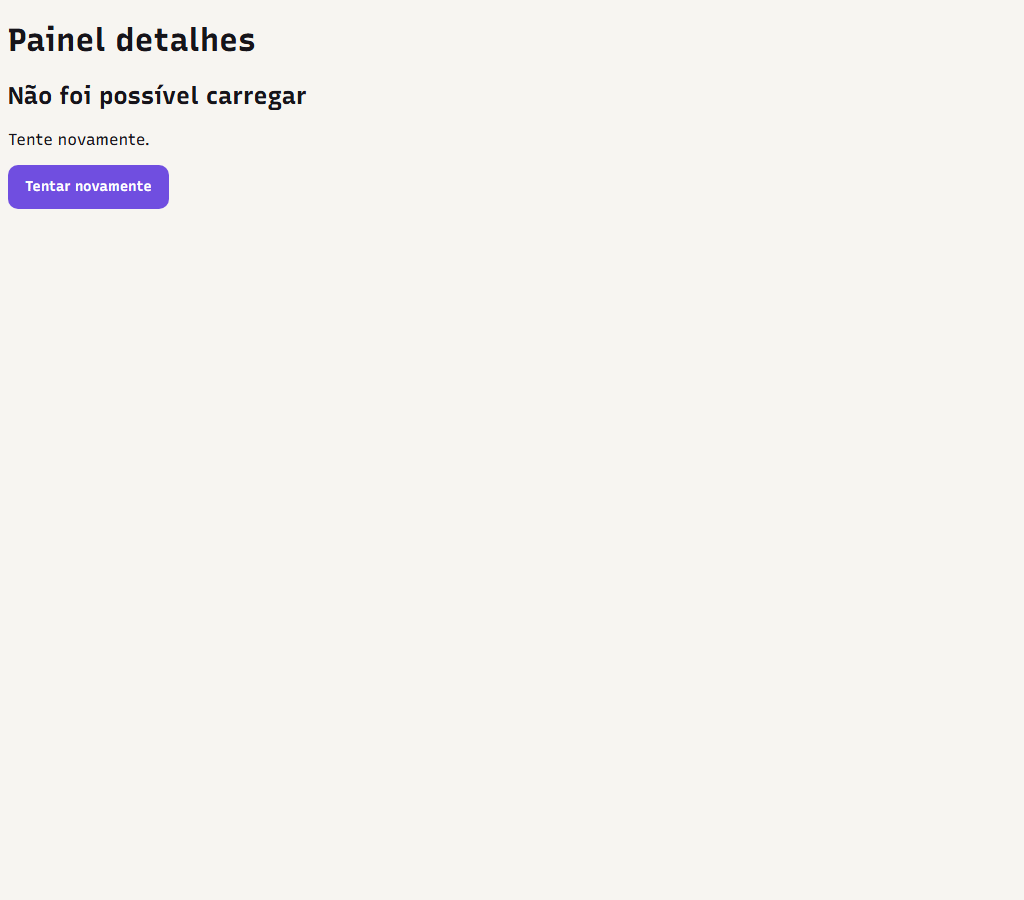 Painel detalhes
Não foi possível carregar
Tente novamente.
Tentar novamente